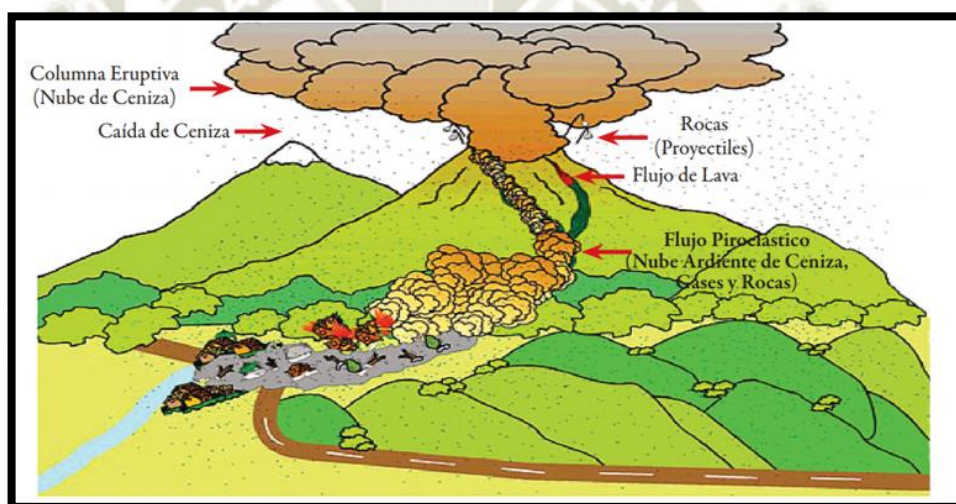 Columna Eruptiva
(Nube de Ceniza)
Caída de Ceniza
Rocas
(Proyectiles)
Flujo de Lava
Flujo Piroclástico
(Nube Ardiente de Ceniza,
Gases y Rocas)